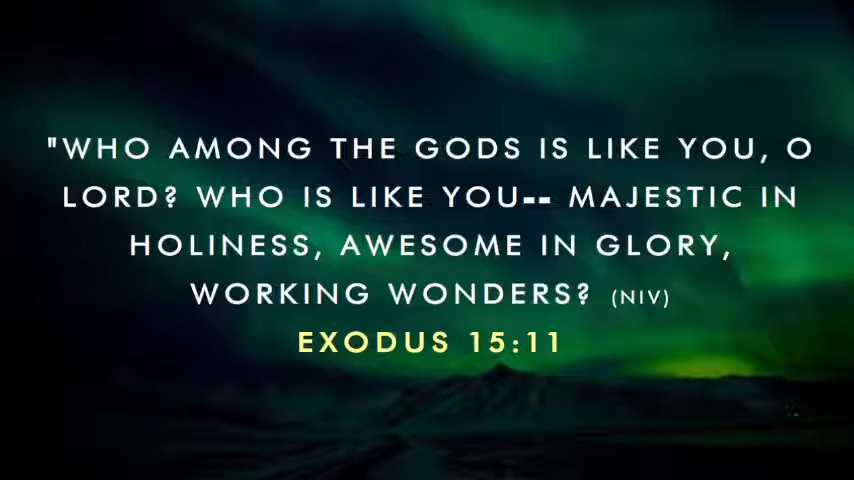 "WHO AMONG THE GODS IS LIKE YOU, O
LORD? WHO IS LIKE YOU-- MAJESTIC IN
HOLINESS, AWESOME IN GLORY,
WORKING WONDERS? (NIV)
EXODUS 15:11